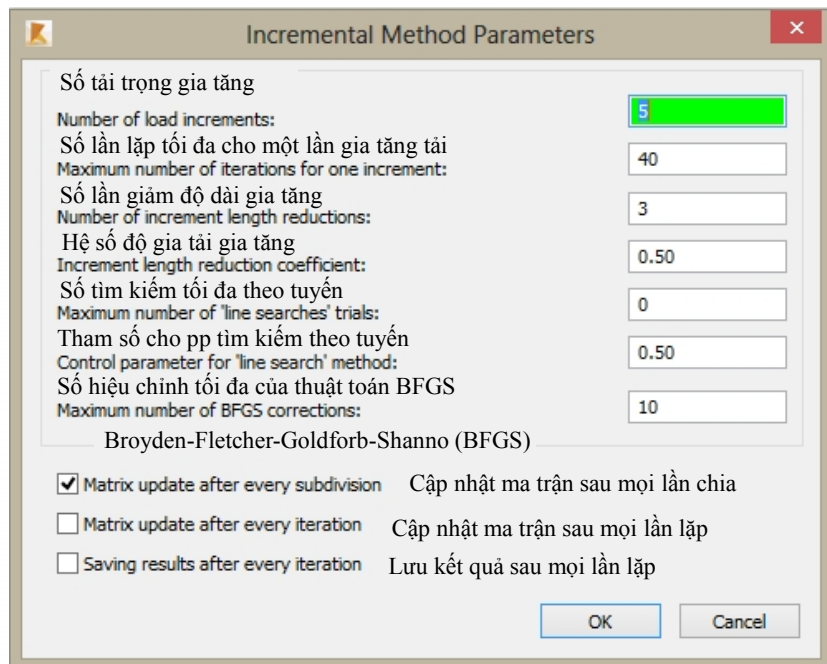 Incremental Method Parameters
Số tải trọng gia tăng
Number of load increments:
5
Số lần lặp tối đa cho một lần gia tăng tải
Maximum number of iterations for one increment:
40
Số lần giảm độ dài gia tăng
Number of increment length reductions:
3
Hệ số độ gia tải gia tăng
Increment length reduction coefficient:
0.50
Số tìm kiếm tối đa theo tuyến
Maximum number of 'line searches' trials:
0
Tham số cho pp tìm kiếm theo tuyến
Control parameter for 'line search' method:
0.50
Số hiệu chỉnh tối đa của thuật toán BFGS
Maximum number of BFGS corrections:
10
Broyden-Fletcher-Goldforb-Shanno (BFGS)
Matrix update after every subdivision Cập nhật ma trận sau mọi lần chia
Matrix update after every iteration Cập nhật ma trận sau mọi lần lặp
Saving results after every iteration Lưu kết quả sau mọi lần lặp
OK Cancel